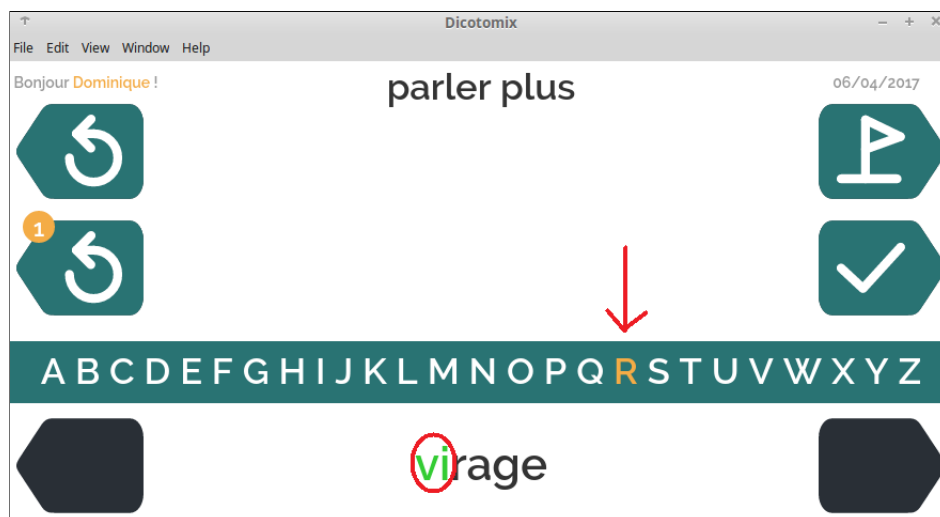 Dicotomix
File Edit View Window Help
Bonjour Dominique !
parler plus
06/04/2017
1
A B C D E F G H I J K L M N O P Q R S T U V W X Y Z
virage